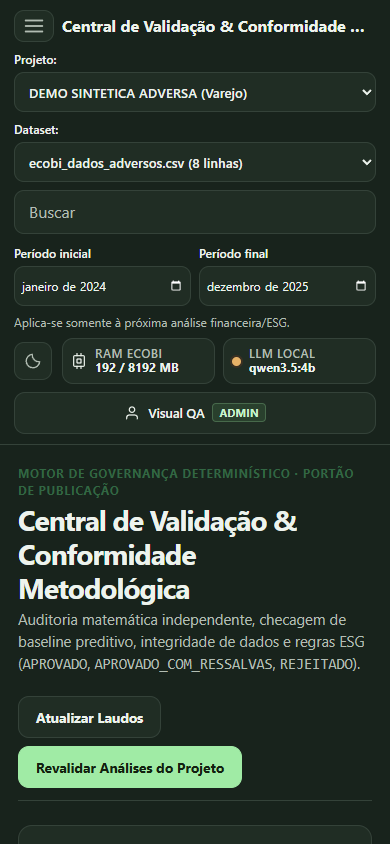 Central de Validação & Conformidade ...
Projeto:
DEMO SINTETICA ADVERSA (Varejo)
Dataset:
ecobi_dados_adversos.csv (8 linhas)
Buscar
Período inicial
Período final
janeiro de 2024
dezembro de 2025
Aplica-se somente à próxima análise financeira/ESG.
RAM ECOBI
192 / 8192 MB
LLM LOCAL
qwen3.5:4b
Visual QA ADMIN
MOTOR DE GOVERNANÇA DETERMINÍSTICO · PORTÃO
DE PUBLICAÇÃO
Central de Validação &
Conformidade
Metodológica
Auditoria matemática independente, checagem de
baseline preditivo, integridade de dados e regras ESG
(APROVADO, APROVADO_COM_RESSALVAS, REJEITADO).
Atualizar Laudos
Revalidar Análises do Projeto